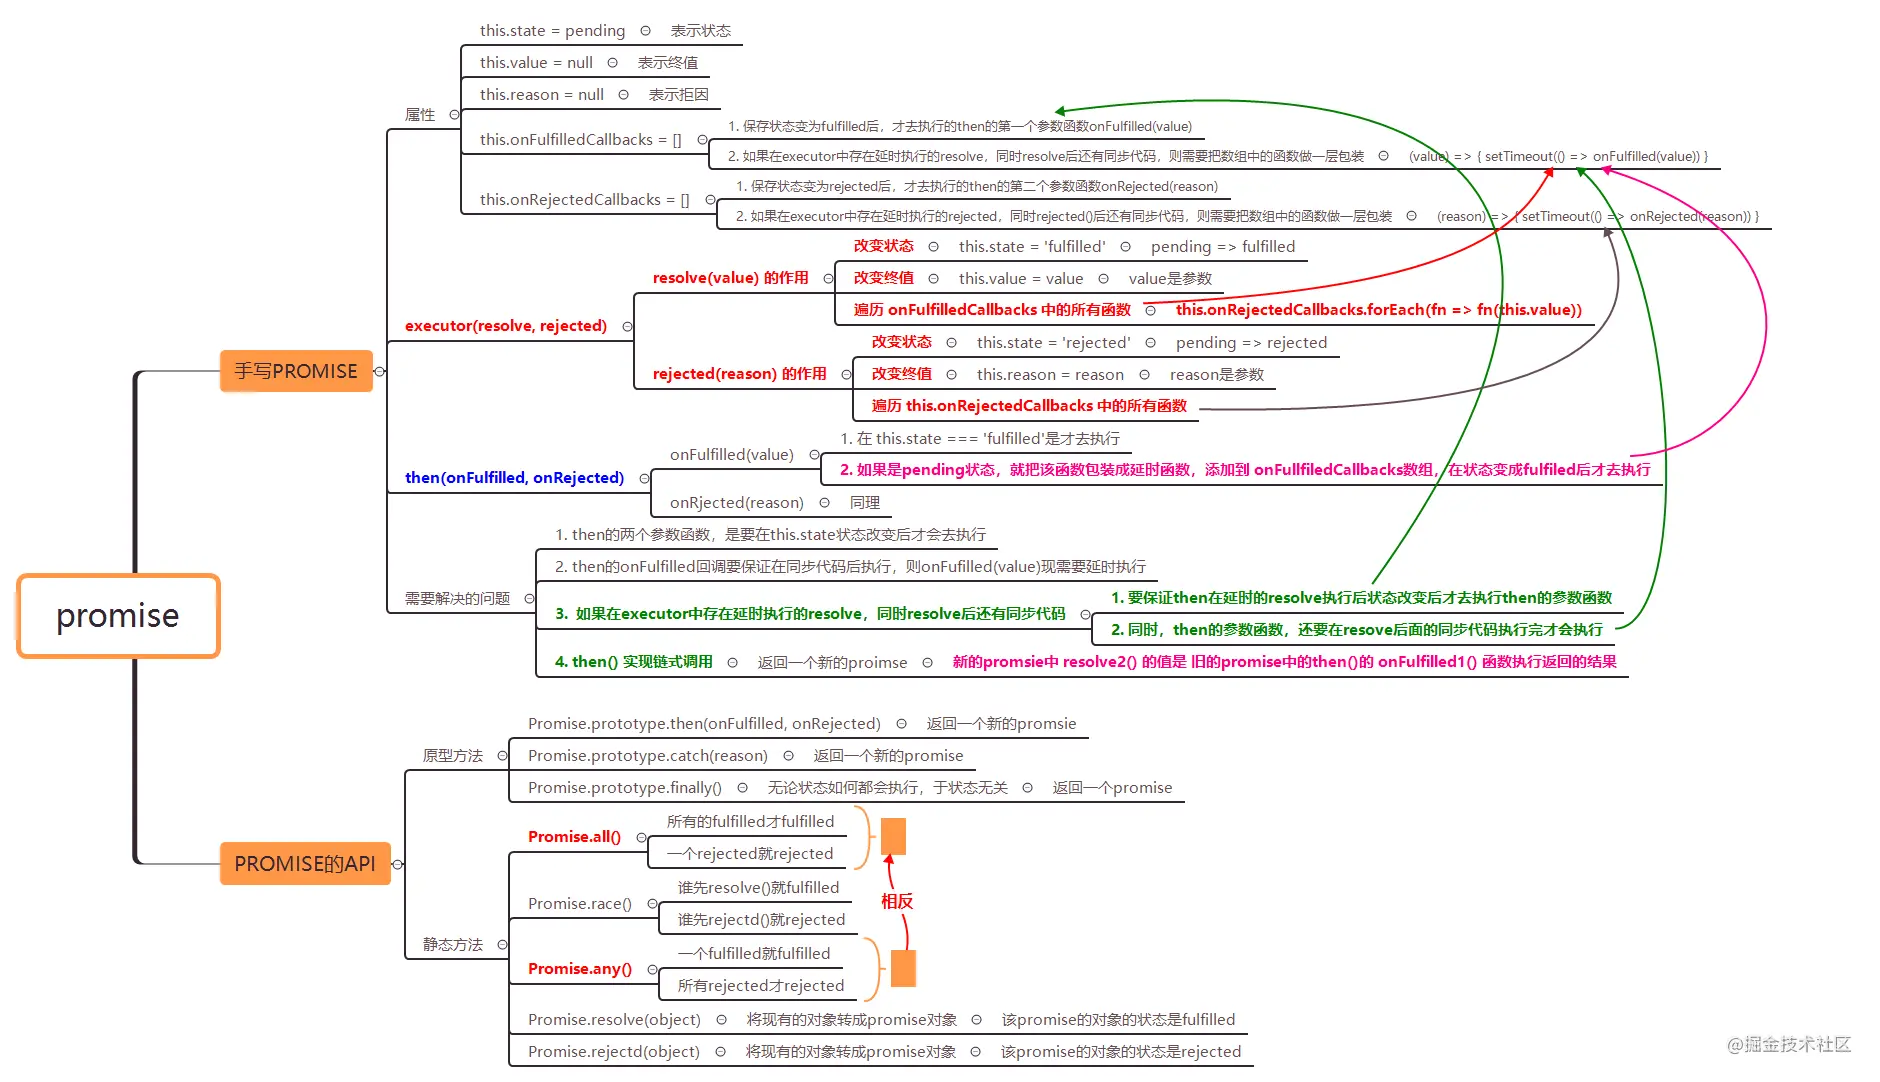 promise
手写PROMISE
属性
this.state = pending 表示状态
this.value = null 表示终值
this.reason = null 表示拒因
this.onFulfilledCallbacks = []
1. 保存状态变为fulfilled后，才去执行的then的第一个参数函数onFulfilled(value)
2. 如果在executor中存在延时执行的resolve，同时resolve后还有同步代码，则需要把数组中的函数做一层包装 (value) => { setTimeout(() => onFulfilled(value)) }
this.onRejectedCallbacks = []
1. 保存状态变为rejected后，才去执行的then的第二个参数函数onRejected(reason)
2. 如果在executor中存在延时执行的rejected，同时rejected()后还有同步代码，则需要把数组中的函数做一层包装 (reason) => { setTimeout(() => onRejected(reason)) }
executor(resolve, rejected)
resolve(value) 的作用
改变状态 this.state = 'fulfilled' pending => fulfilled
改变终值 this.value = value value是参数
遍历 onFulfilledCallbacks 中的所有函数 this.onRejectedCallbacks.forEach(fn => fn(this.value))
rejected(reason) 的作用
改变状态 this.state = 'rejected' pending => rejected
改变终值 this.reason = reason reason是参数
遍历 this.onRejectedCallbacks 中的所有函数
then(onFulfilled, onRejected)
onFulfilled(value)
1. 在 this.state === 'fulfilled'是才去执行
2. 如果是pending状态，就把该函数包装成延时函数，添加到 onFullfiledCallbacks数组，在状态变成fulfiled后才去执行
onRjected(reason) 同理
需要解决的问题
1. then的两个参数函数，是要在this.state状态改变后才会去执行
2. then的onFulfilled回调要保证在同步代码后执行，则onFufilled(value)现需要延时执行
3. 如果在executor中存在延时执行的resolve，同时resolve后还有同步代码
1. 要保证then在延时的resolve执行后状态改变后才去执行then的参数函数
2. 同时，then的参数函数，还要在resove后面的同步代码执行完才会执行
4. then() 实现链式调用 返回一个新的proimse 新的promsie中 resolve2() 的值是 旧的promise中的then()的 onFulfilled1() 函数执行返回的结果
PROMISE的API
原型方法
Promise.prototype.then(onFulfilled, onRejected) 返回一个新的promsie
Promise.prototype.catch(reason) 返回一个新的promise
Promise.prototype.finally() 无论状态如何都会执行，于状态无关 返回一个promise
静态方法
Promise.all()
所有的fulfilled才fulfilled
一个rejected就rejected
Promise.race()
谁先resolve()就fulfilled
谁先rejectd()就rejected
相反
Promise.any()
一个fulfilled就fulfilled
所有rejected才rejected
Promise.resolve(object) 将现有的对象转成promise对象 该promise的对象的状态是fulfilled
Promise.rejectd(object) 将现有的对象转成promise对象 该promise的对象的状态是rejected
@掘金技术社区